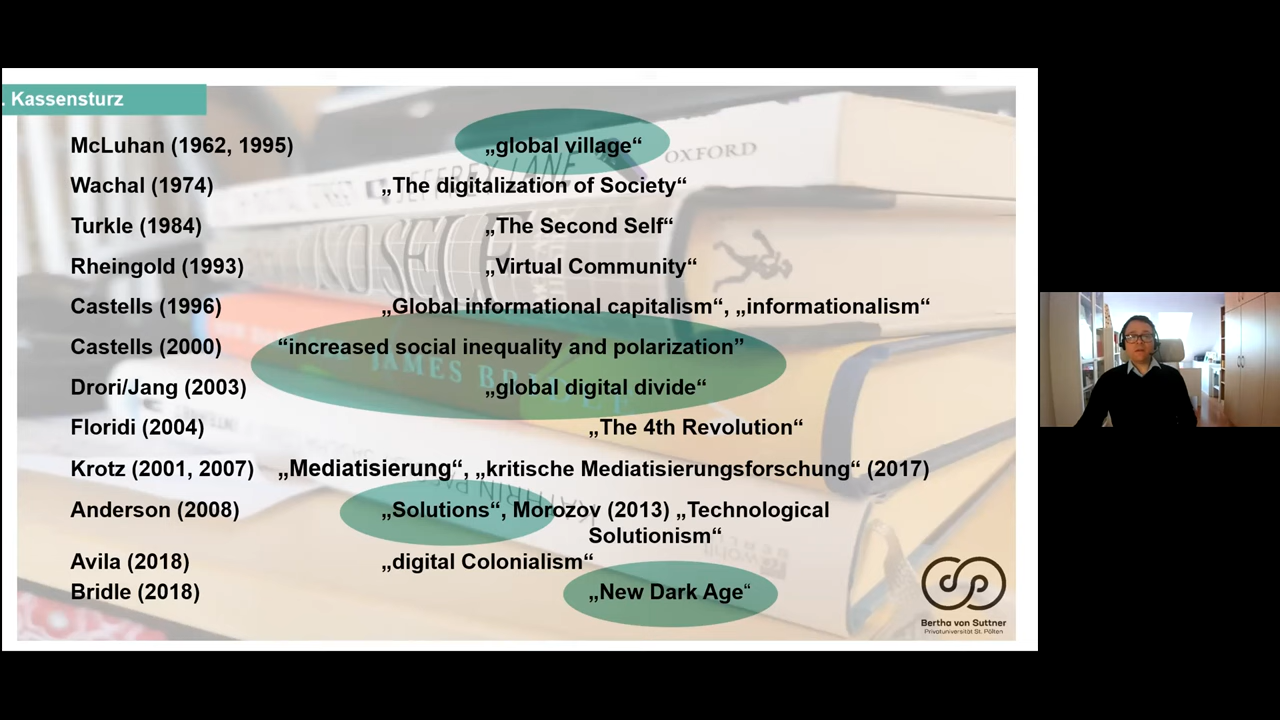 . Kassensturz
McLuhan (1962, 1995) „global village“
Wachal (1974) „The digitalization of Society“
Turkle (1984) „The Second Self“
Rheingold (1993) „Virtual Community“
Castells (1996) „Global informational capitalism“, „informationalism“
Castells (2000) “increased social inequality and polarization”
Drori/Jang (2003) „global digital divide“
Floridi (2004) „The 4th Revolution“
Krotz (2001, 2007) „Mediatisierung“, „kritische Mediatisierungsforschung“ (2017)
Anderson (2008) „Solutions“, Morozov (2013) „Technological
Solutionism“
Avila (2018) „digital Colonialism“
Bridle (2018) „New Dark Age“
OXFORD
JEFFREY LANE
JAMES BRIDLE
Bertha von Suttner
Privatuniversität St. Pölten